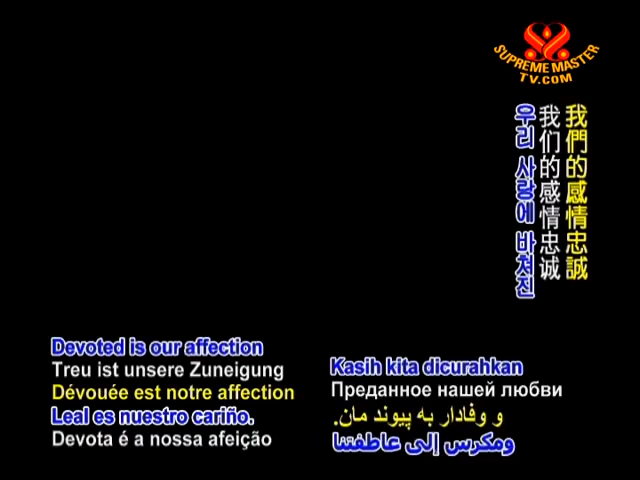 SUPREME MASTER
TV.COM
我們的感情忠誠
我们的感情忠诚
우리 사랑에 바쳐진
Devoted is our affection
Treu ist unsere Zuneigung
Dévouée est notre affection
Leal es nuestro cariño.
Devota é a nossa afeição
Kasih kita dicurahkan
Преданное нашей любви
و وفادار به پیوند مان.
ومكرس إلى عاطفتنا